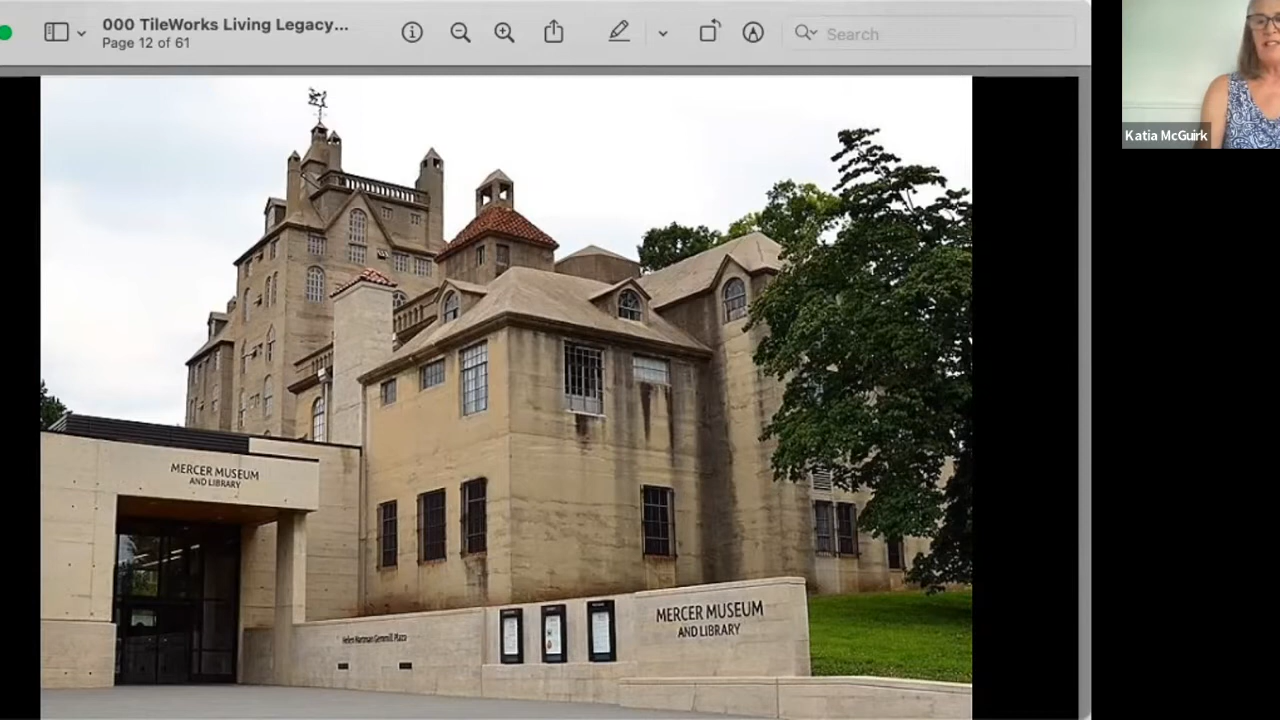 000 TileWorks Living Legacy...
Page 12 of 61
Search
Katia McGuirk
MERCER MUSEUM
AND LIBRARY
MERCER MUSEUM
AND LIBRARY
Helen Hartman Gemmill Plaza